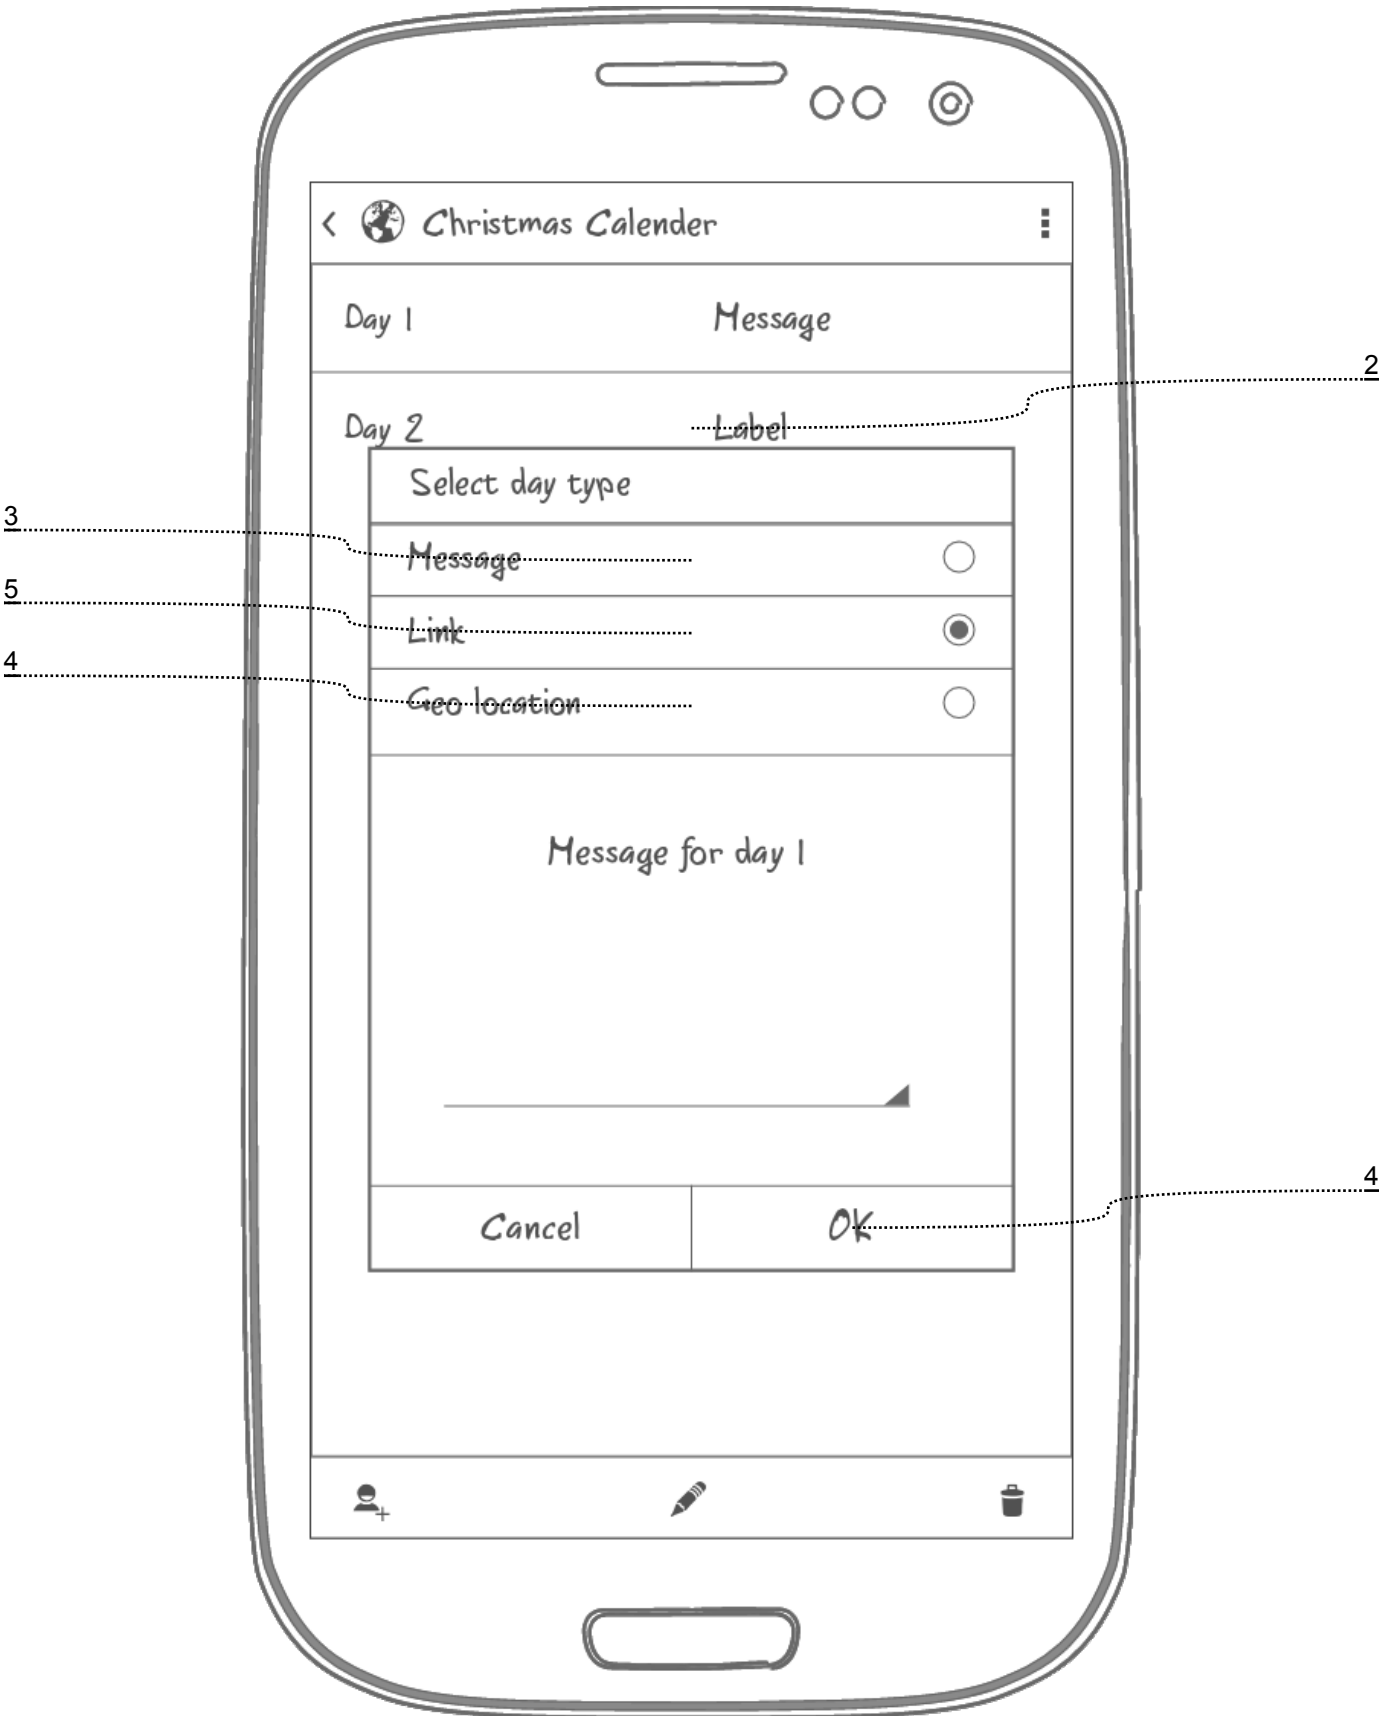 Christmas Calender
Day 1 Message
2
Day 2 Label
Select day type
3
Message
5
Link
4
Geo location
Message for day 1
4
Cancel OK